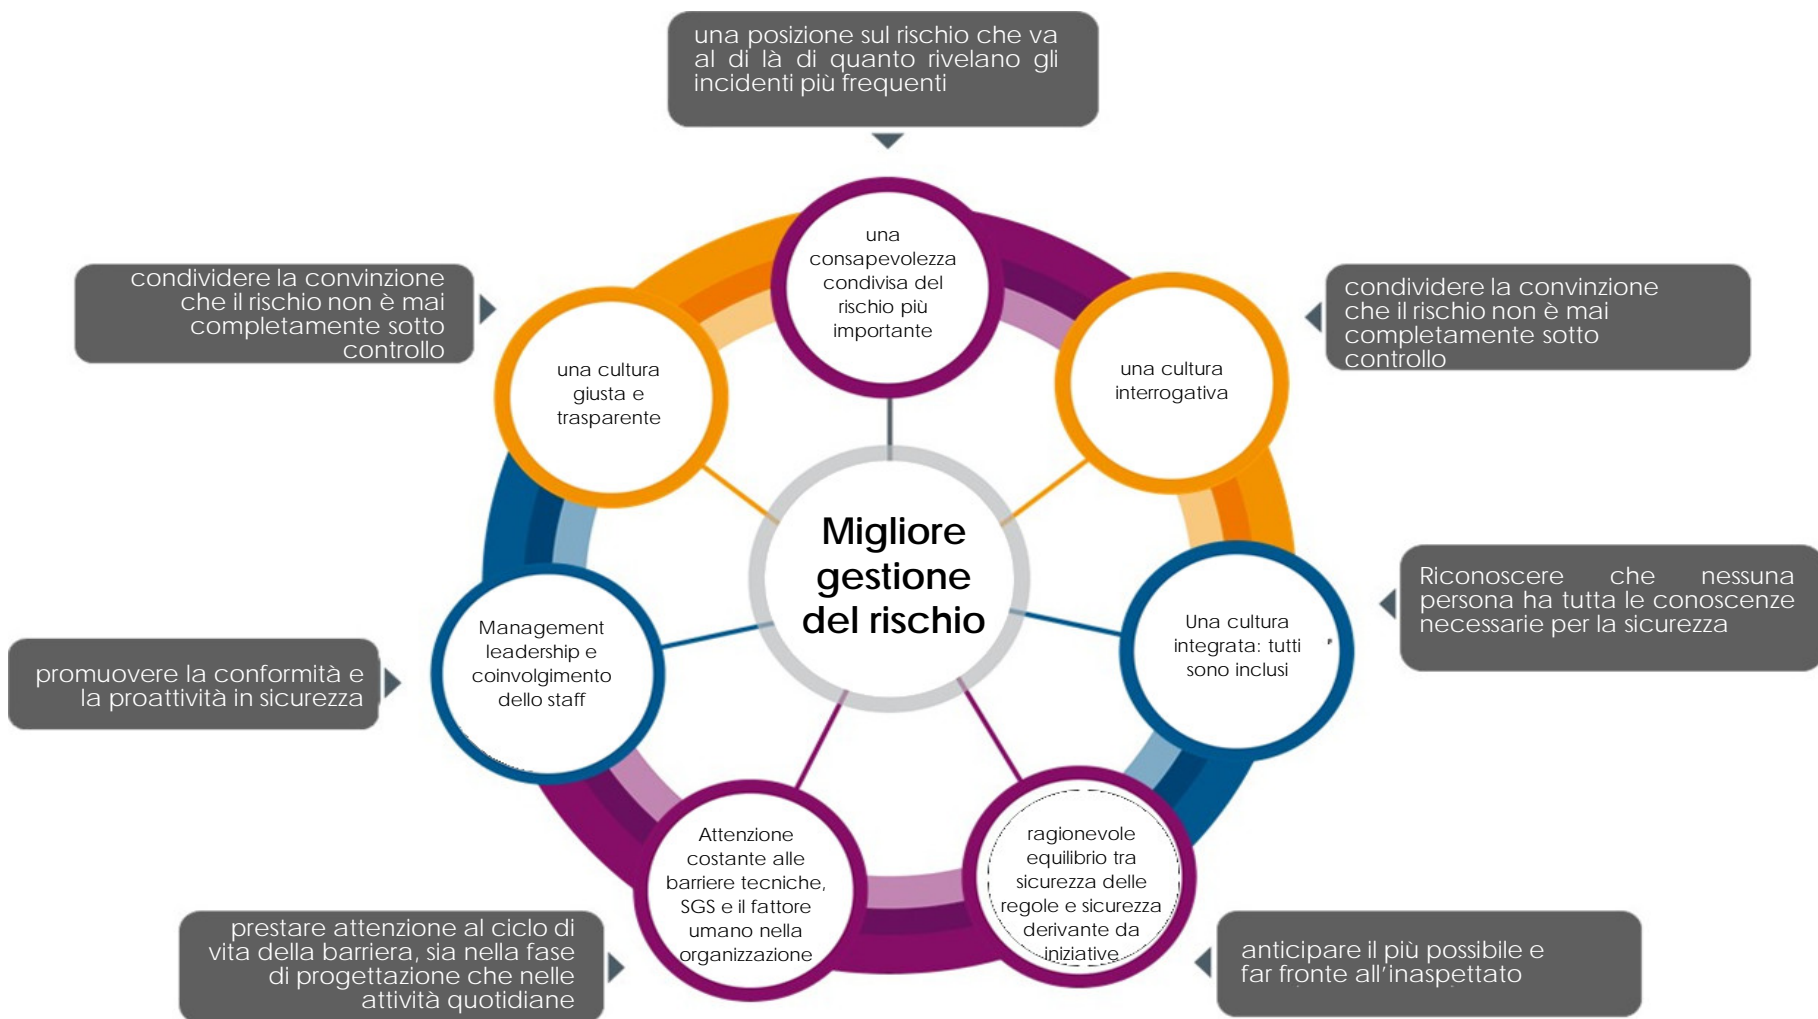 una posizione sul rischio che va
al di là di quanto rivelano gli
incidenti più frequenti
una
consapevolezza
condivisa del
rischio più
importante
condividere la convinzione
che il rischio non è mai
completamente sotto
controllo
condividere la convinzione
che il rischio non è mai
completamente sotto
controllo
una cultura
giusta e
trasparente
una cultura
interrogativa
Migliore
gestione
del rischio
Riconoscere che nessuna
persona ha tutta le conoscenze
necessarie per la sicurezza
Una cultura
integrata: tutti
sono inclusi
Management
leadership e
coinvolgimento
dello staff
promuovere la conformità e
la proattività in sicurezza
Attenzione
costante alle
barriere tecniche,
SGS e il fattore
umano nella
organizzazione
ragionevole
equilibrio tra
sicurezza delle
regole e sicurezza
derivante da
iniziative
prestare attenzione al ciclo di
vita della barriera, sia nella fase
di progettazione che nelle
attività quotidiane
anticipare il più possibile e
far fronte all'inaspettato